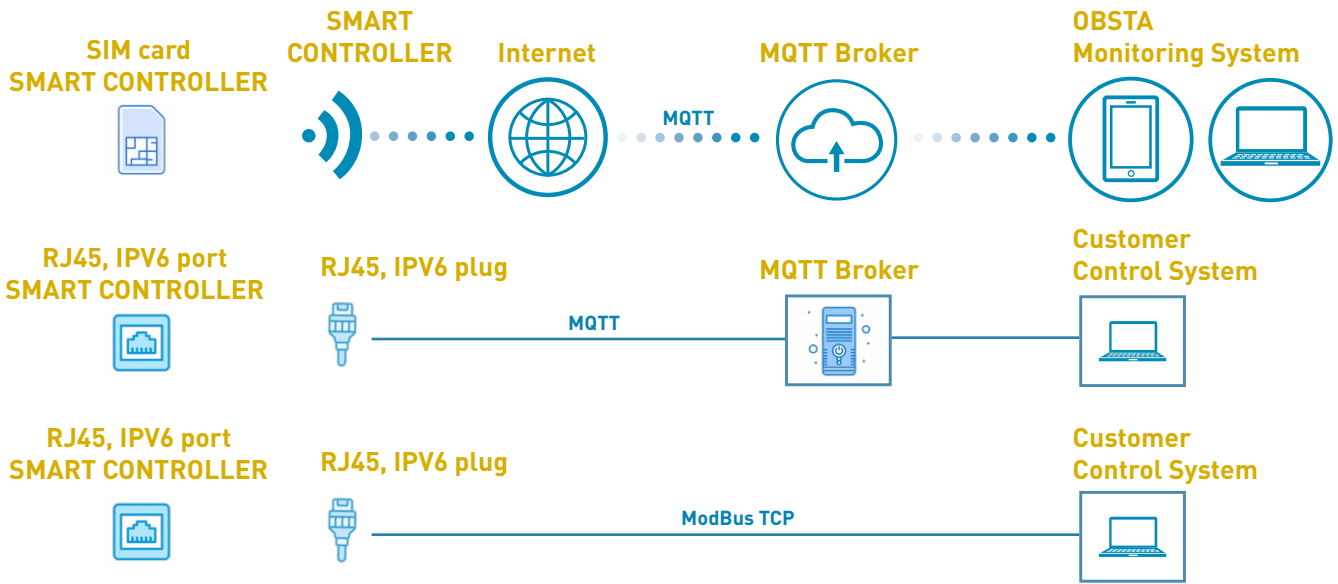 SIM card
SMART CONTROLLER
SMART
CONTROLLER
Internet
MQTT
MQTT Broker
OBSTA
Monitoring System
RJ45, IPV6 port
SMART CONTROLLER
RJ45, IPV6 plug
MQTT
MQTT Broker
Customer
Control System
RJ45, IPV6 port
SMART CONTROLLER
RJ45, IPV6 plug
ModBus TCP
Customer
Control System